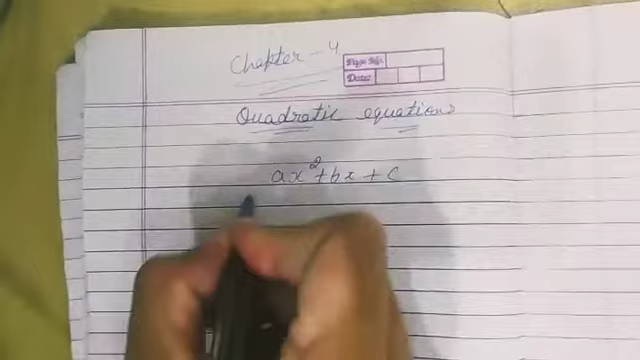 Chapter - 4
Page No.
Date:
Quadratic equations
ax²+bx+c